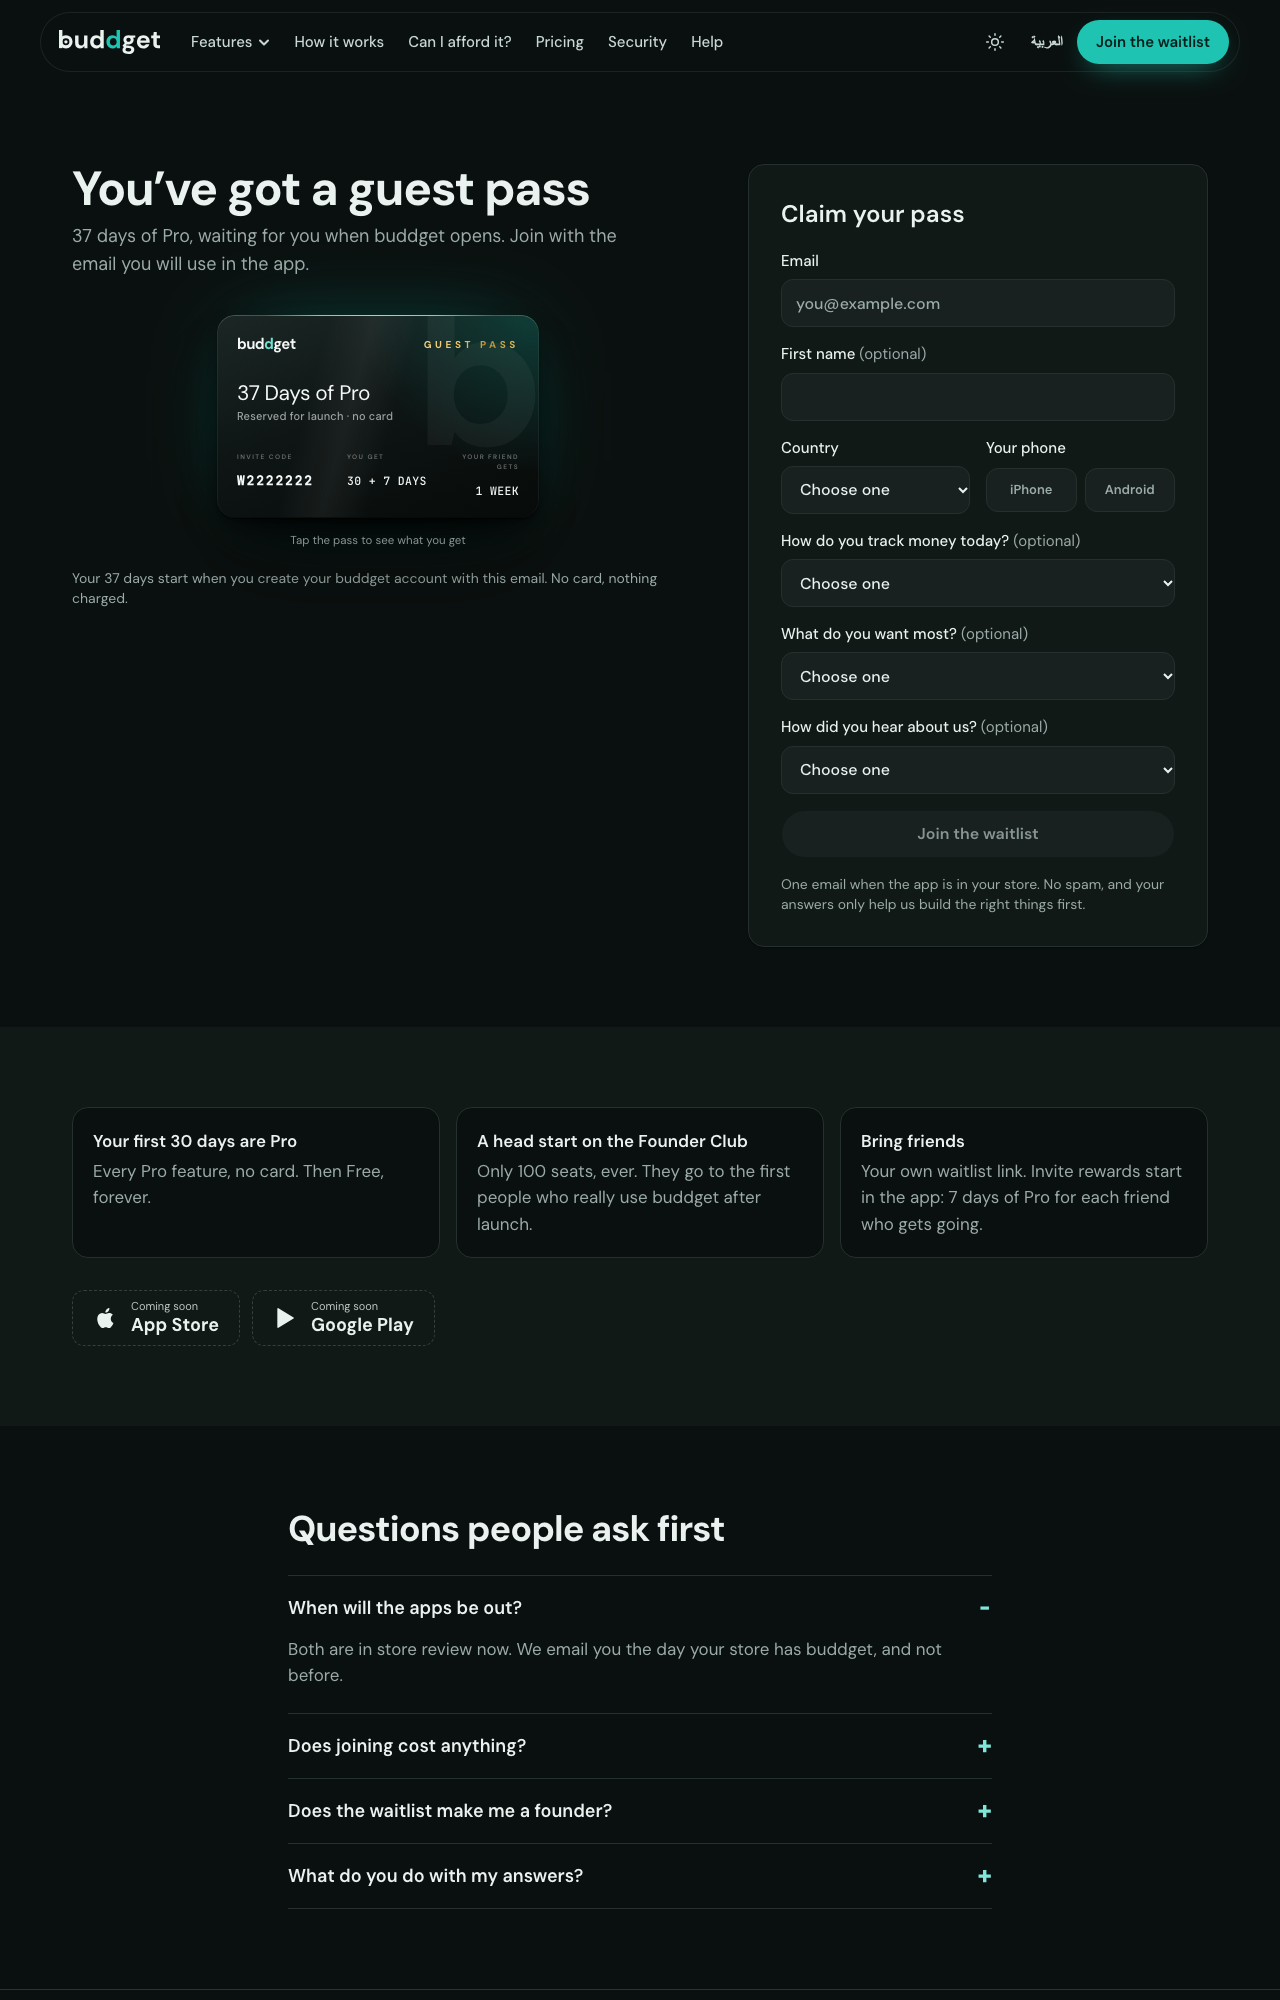 buddget
Features
How it works
Can I afford it?
Pricing
Security
Help
العربية
Join the waitlist
You’ve got a guest pass
37 days of Pro, waiting for you when buddget opens. Join with the
email you will use in the app.
buddget
GUEST PASS
b
37 Days of Pro
Reserved for launch · no card
INVITE CODE
W2222222
YOU GET
30 + 7 DAYS
YOUR FRIEND
GETS
1 WEEK
Tap the pass to see what you get
Your 37 days start when you create your buddget account with this email. No card, nothing
charged.
Claim your pass
Email
you@example.com
First name (optional)
Country
Choose one
Your phone
iPhone
Android
How do you track money today? (optional)
Choose one
What do you want most? (optional)
Choose one
How did you hear about us? (optional)
Choose one
Join the waitlist
One email when the app is in your store. No spam, and your
answers only help us build the right things first.
Your first 30 days are Pro
Every Pro feature, no card. Then Free,
forever.
A head start on the Founder Club
Only 100 seats, ever. They go to the first
people who really use buddget after
launch.
Bring friends
Your own waitlist link. Invite rewards start
in the app: 7 days of Pro for each friend
who gets going.
Coming soon
App Store
Coming soon
Google Play
Questions people ask first
When will the apps be out?
-
Both are in store review now. We email you the day your store has buddget, and not
before.
Does joining cost anything?
+
Does the waitlist make me a founder?
+
What do you do with my answers?
+